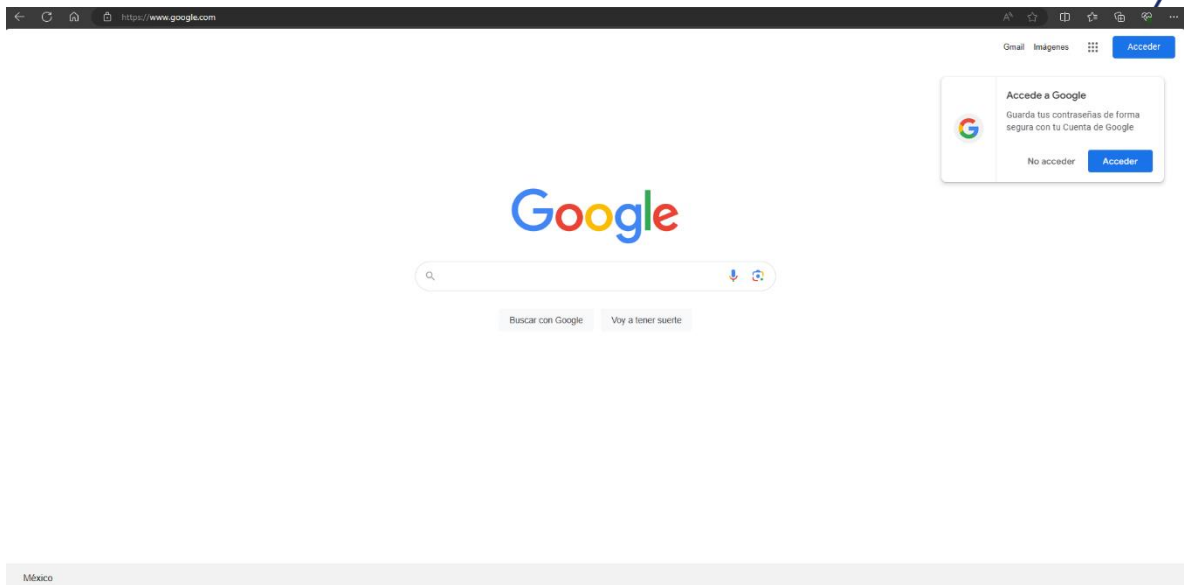 https://www.google.com
Gmail Imágenes Acceder
Accede a Google
Guarda tus contraseñas de forma
segura con tu Cuenta de Google
No acceder Acceder
Google
Buscar con Google Voy a tener suerte
México